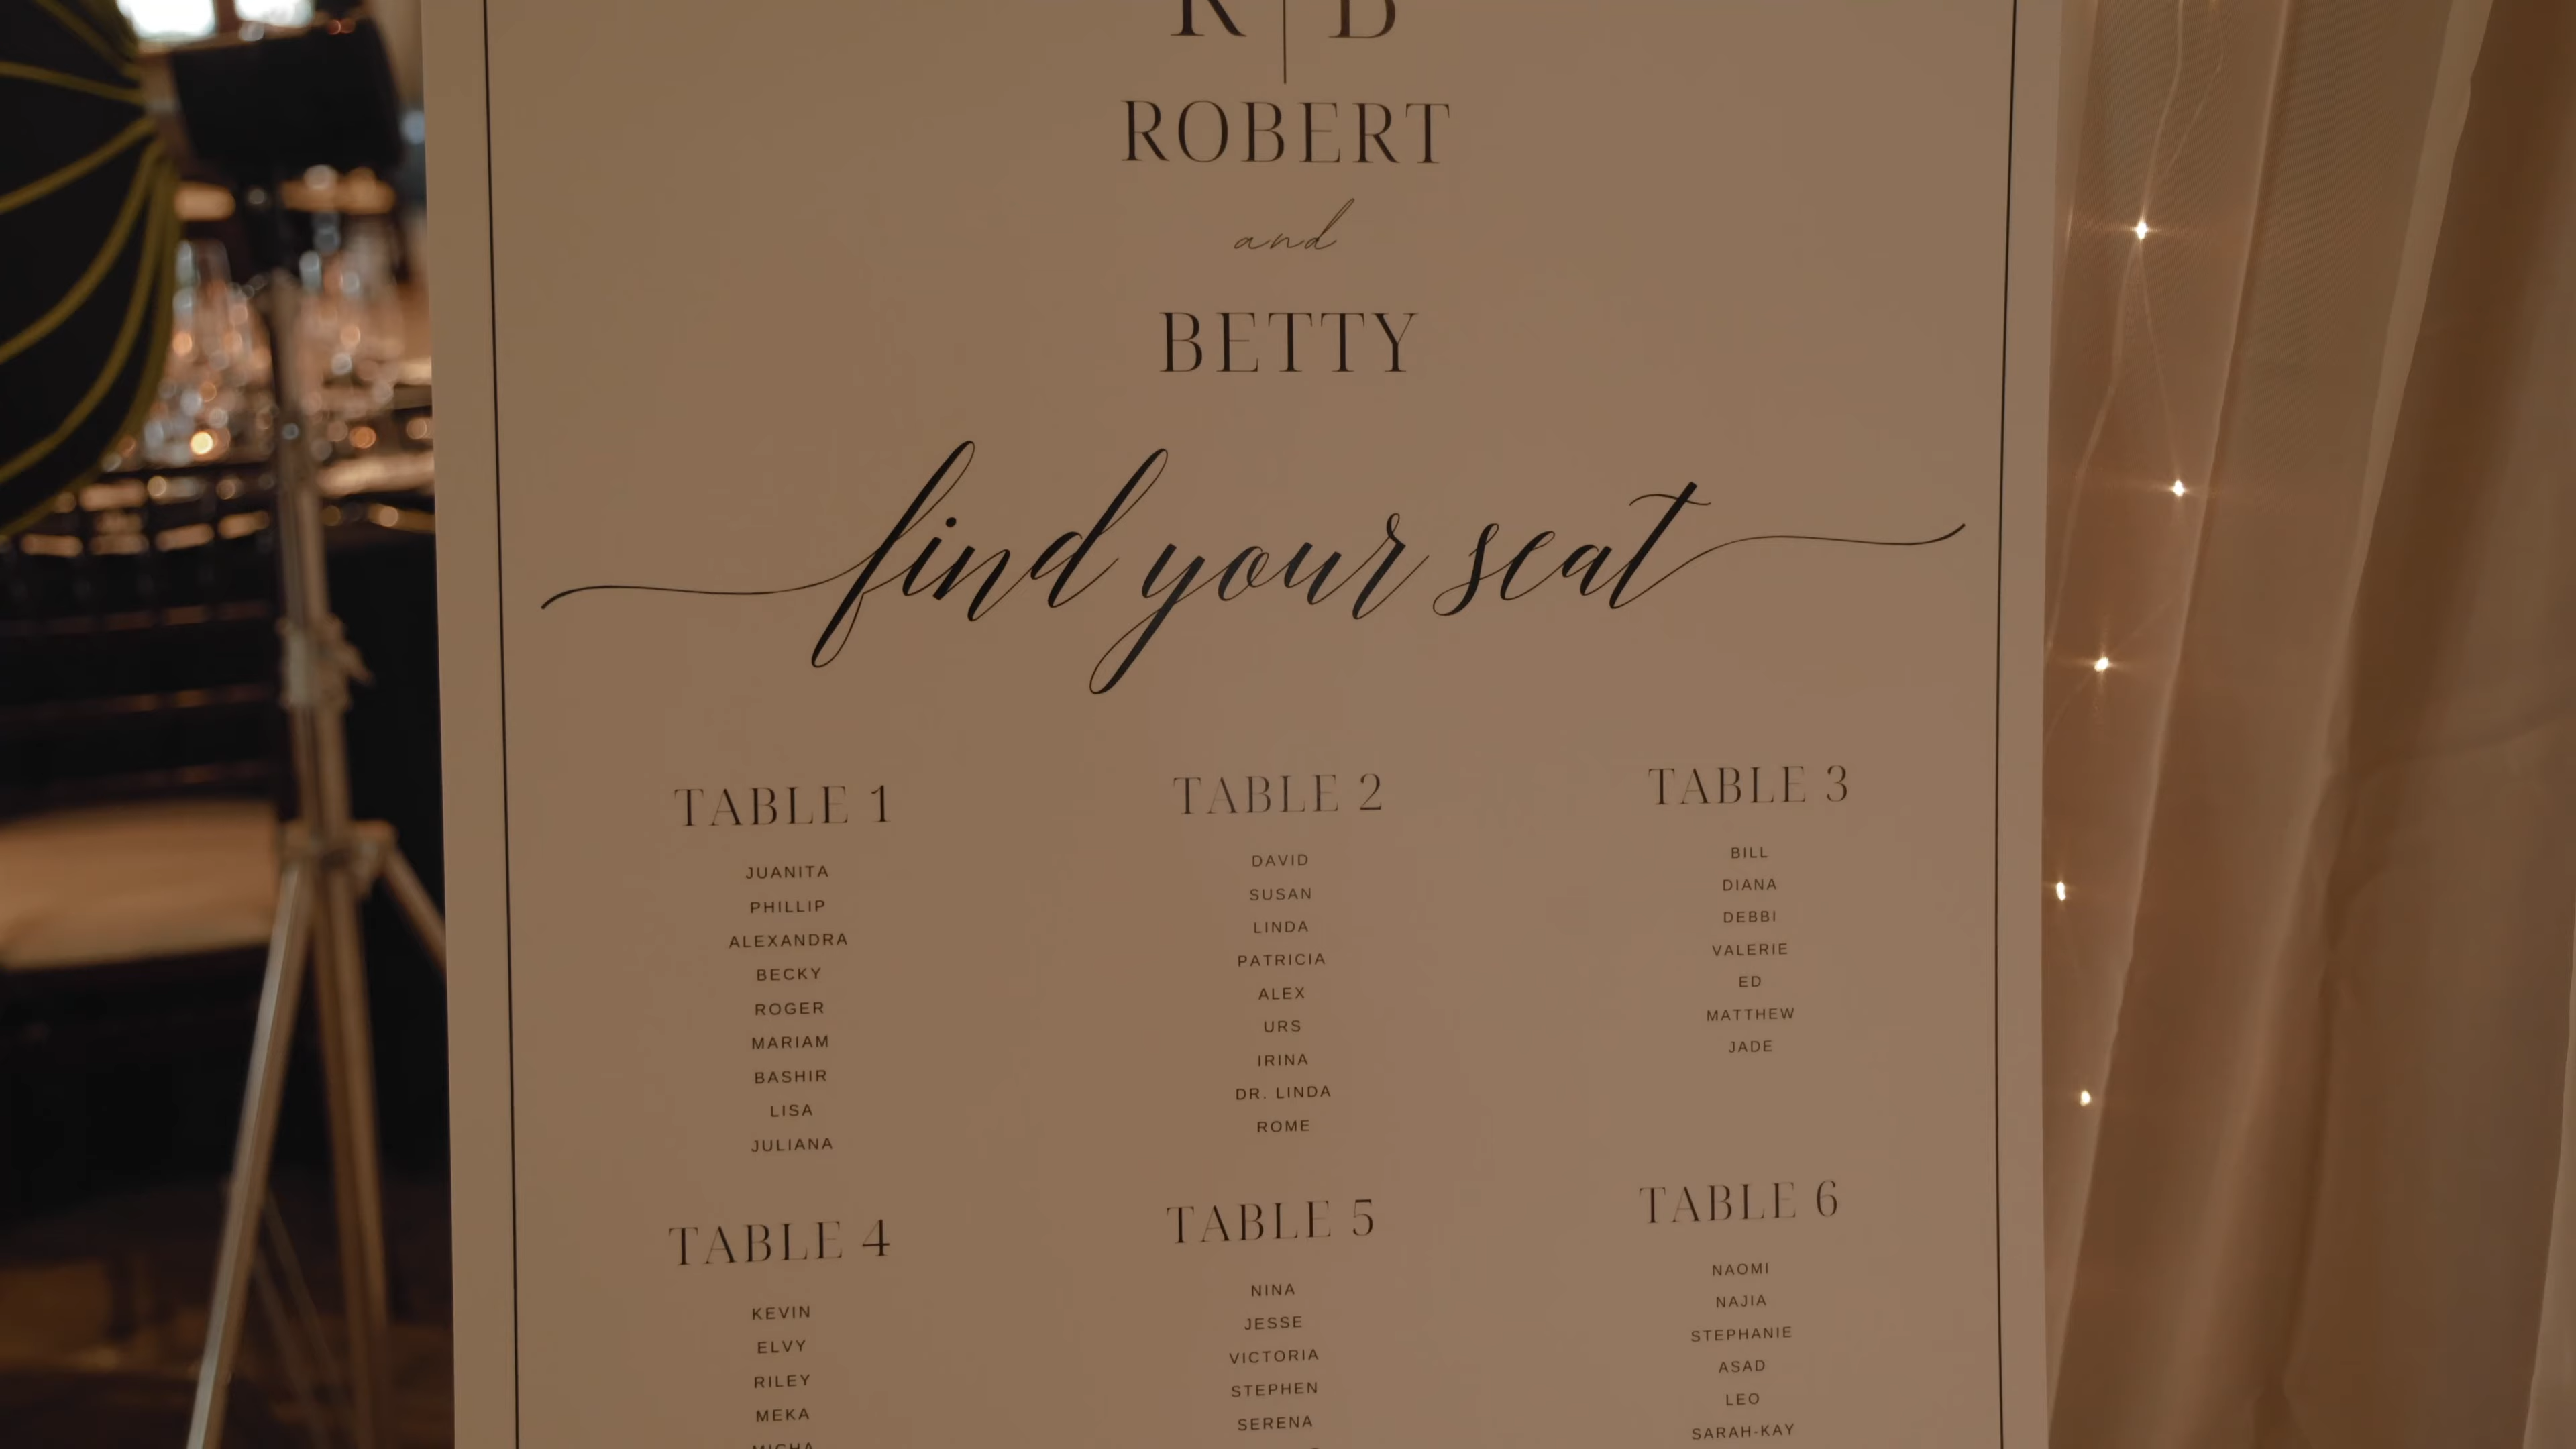 R | B
ROBERT
and
BETTY
find your seat
TABLE 1
JUANITA
PHILLIP
ALEXANDRA
BECKY
ROGER
MARIAM
BASHIR
LISA
JULIANA
TABLE 2
DAVID
SUSAN
LINDA
PATRICIA
ALEX
URS
IRINA
DR. LINDA
ROME
TABLE 3
BILL
DIANA
DEBBI
VALERIE
ED
MATTHEW
JADE
TABLE 4
KEVIN
ELVY
RILEY
MEKA
TABLE 5
NINA
JESSE
VICTORIA
STEPHEN
SERENA
TABLE 6
NAOMI
NAJIA
STEPHANIE
ASAD
LEO
SARAH-KAY